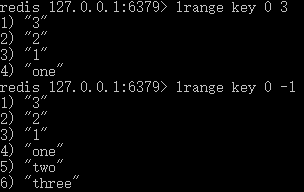 redis 127.0.0.1:6379> lrange key 0 3
1) "3"
2) "2"
3) "1"
4) "one"
redis 127.0.0.1:6379> lrange key 0 -1
1) "3"
2) "2"
3) "1"
4) "one"
5) "two"
6) "three"